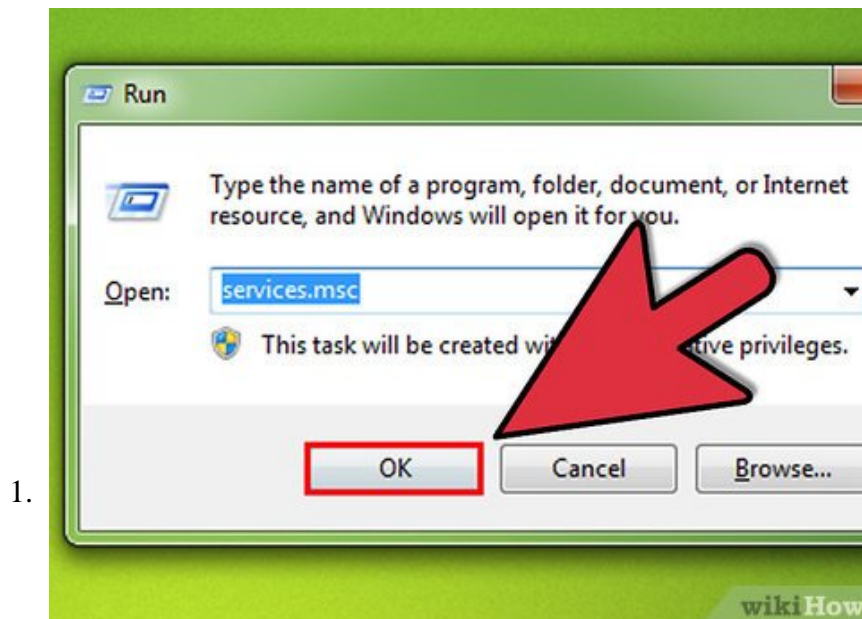 Run
Type the name of a program, folder, document, or Internet
resource, and Windows will open it for you.
Open: services.msc
This task will be created tive privileges.
OK Cancel Browse...
1.
wikiHow